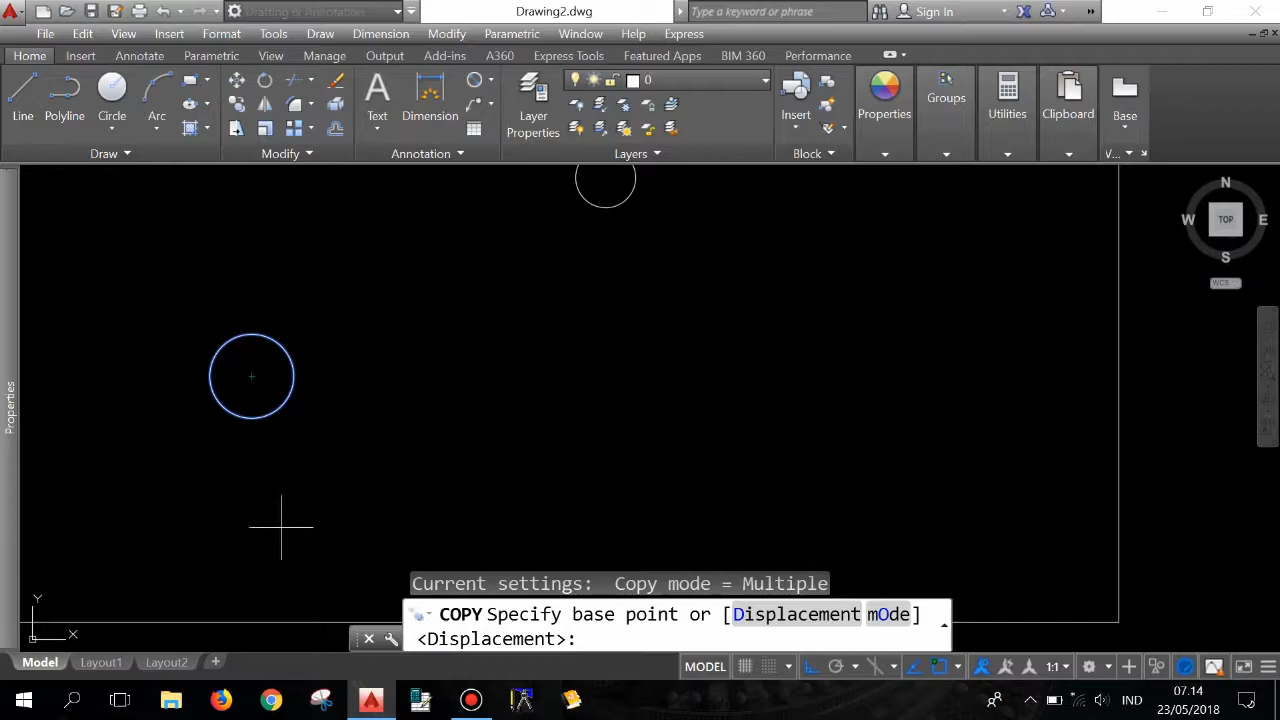 Drafting & Annotation
Drawing2.dwg
Type a keyword or phrase
Sign In
File Edit View Insert Format Tools Draw Dimension Modify Parametric Window Help Express
Home Insert Annotate Parametric View Manage Output Add-ins A360 Express Tools Featured Apps BIM 360 Performance
0
Line Polyline Circle Arc Text Dimension Layer Properties Insert Properties Groups Utilities Clipboard Base
Draw Modify Annotation Layers Block V...
N
W TOP E
S
WCS
Properties
Y
X
Current settings: Copy mode = Multiple
COPY Specify base point or [Displacement mOde]
<Displacement>:
Model Layout1 Layout2 +
MODEL 1:1
IND
07.14
23/05/2018